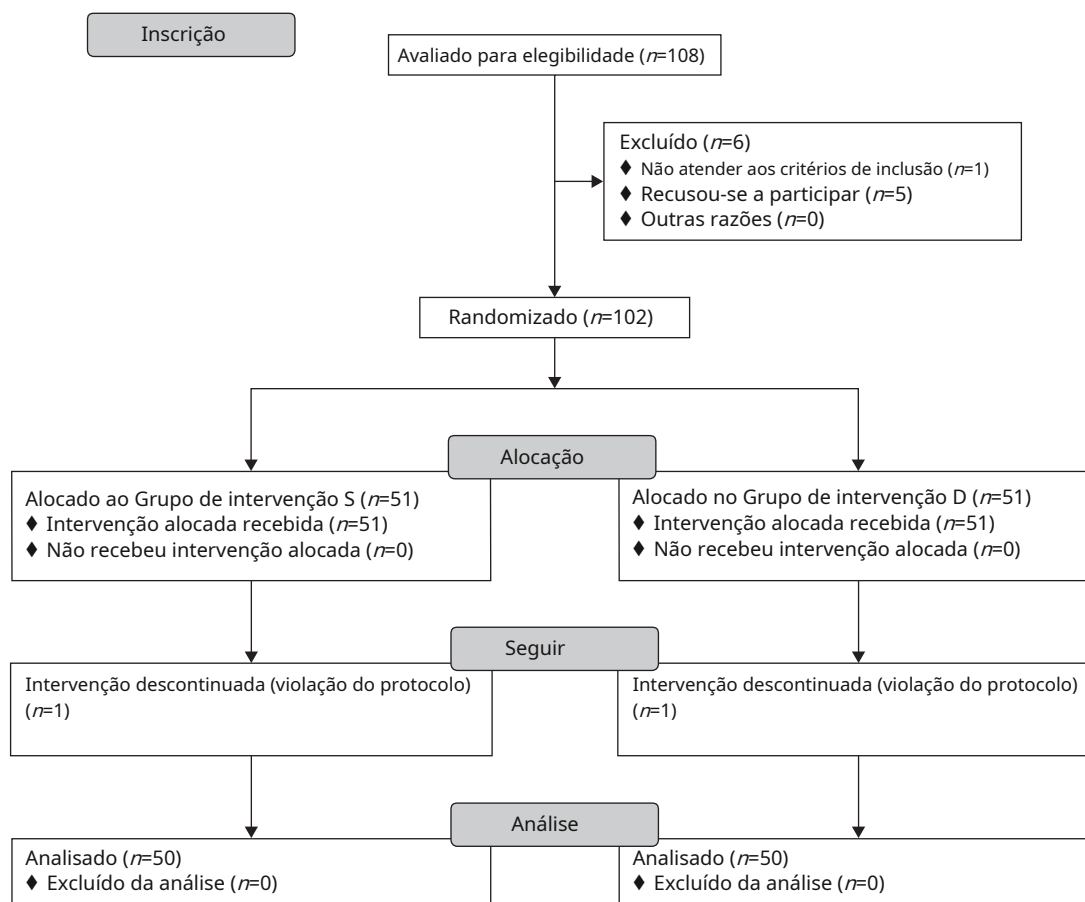 Inscrição
Avaliado para elegibilidade (n=108)
Excluído (n=6)
♦ Não atender aos critérios de inclusão (n=1)
♦ Recusou-se a participar (n=5)
♦ Outras razões (n=0)
Randomizado (n=102)
Alocação
Alocado ao Grupo de intervenção S (n=51)
♦ Intervenção alocada recebida (n=51)
♦ Não recebeu intervenção alocada (n=0)
Alocado no Grupo de intervenção D (n=51)
♦ Intervenção alocada recebida (n=51)
♦ Não recebeu intervenção alocada (n=0)
Seguir
Intervenção descontinuada (violação do protocolo)
(n=1)
Intervenção descontinuada (violação do protocolo)
(n=1)
Análise
Analisado (n=50)
♦ Excluído da análise (n=0)
Analisado (n=50)
♦ Excluído da análise (n=0)